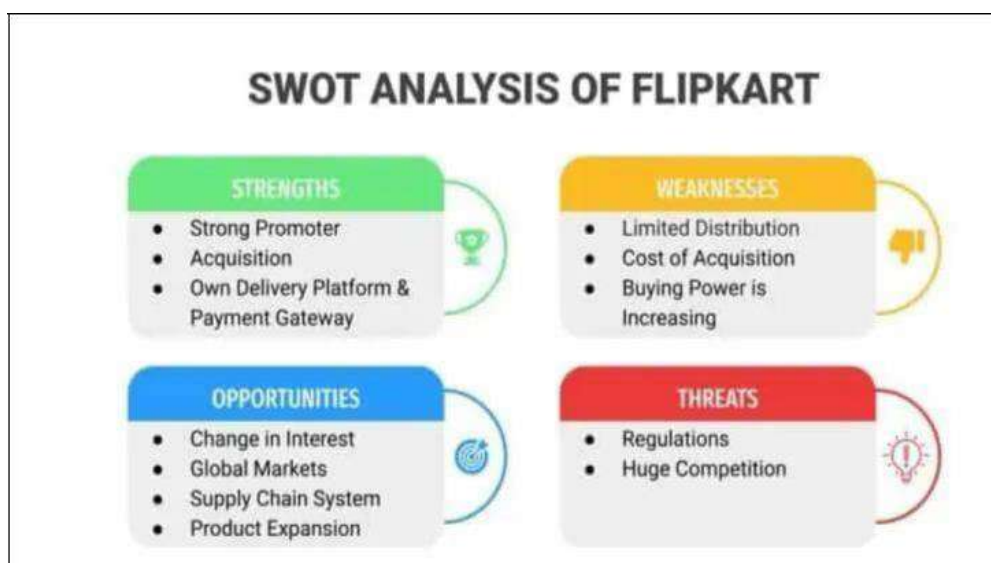 SWOT ANALYSIS OF FLIPKART
STRENGTHS
● Strong Promoter
● Acquisition
● Own Delivery Platform &
Payment Gateway
WEAKNESSES
● Limited Distribution
● Cost of Acquisition
● Buying Power is
Increasing
OPPORTUNITIES
● Change in Interest
● Global Markets
● Supply Chain System
● Product Expansion
THREATS
● Regulations
● Huge Competition